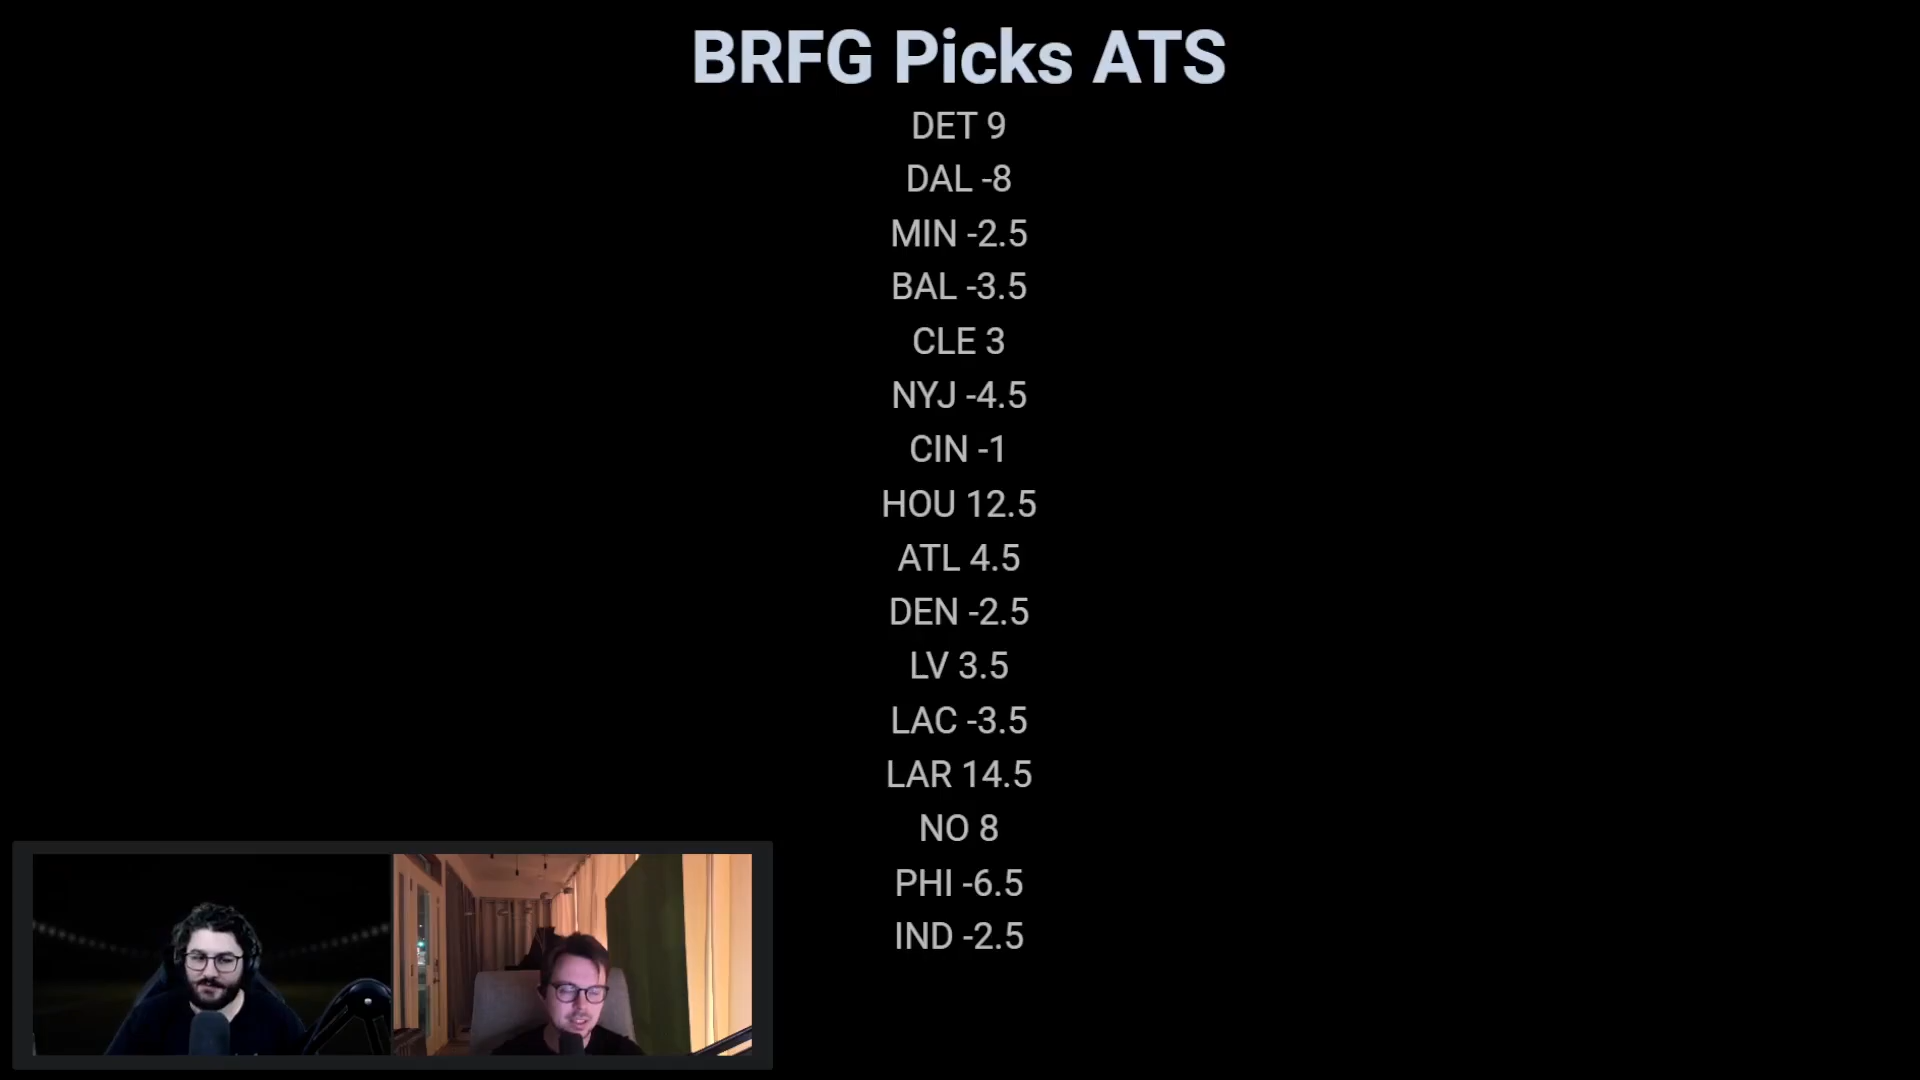 BRFG Picks ATS
DET 9
DAL -8
MIN -2.5
BAL -3.5
CLE 3
NYJ -4.5
CIN -1
HOU 12.5
ATL 4.5
DEN -2.5
LV 3.5
LAC -3.5
LAR 14.5
NO 8
PHI -6.5
IND -2.5